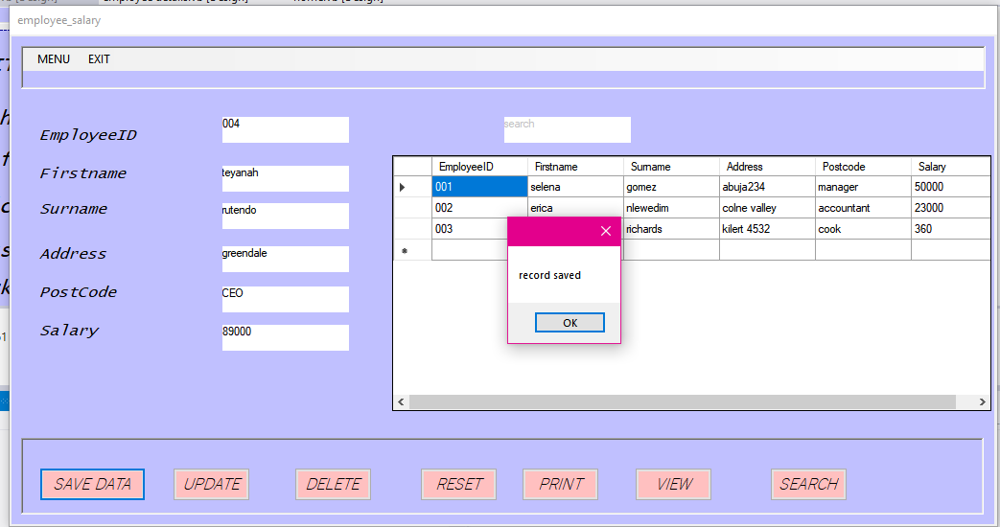 employee_salary
MENU EXIT
EmployeeID 004 search
Firstname teyanah
Surname rutendo
Address greendale
PostCode CEO
Salary 89000
EmployeeID Firstname Surname Address Postcode Salary
001 selena gomez abuja234 manager 50000
002 erica nlewedim colne valley accountant 23000
003 richards kilert 4532 cook 360
record saved
OK
SAVE DATA UPDATE DELETE RESET PRINT VIEW SEARCH